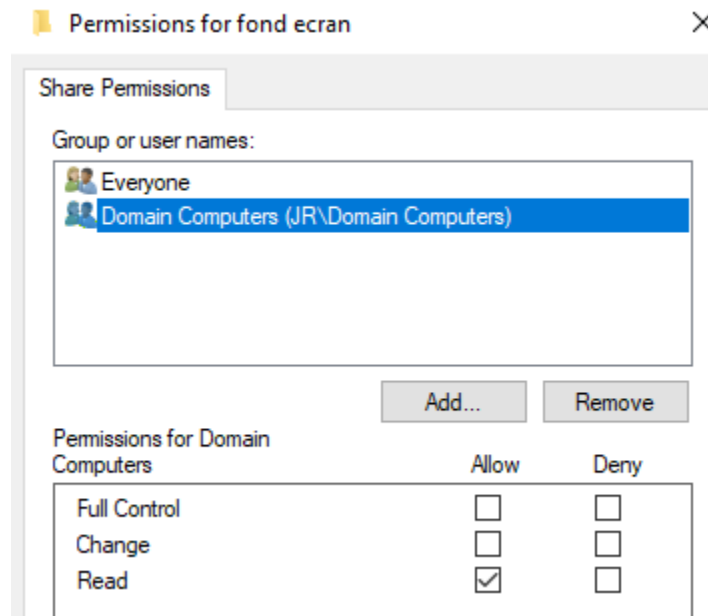 Permissions for fond ecran
Share Permissions
Group or user names:
Everyone
Domain Computers (JR\Domain Computers)
Add...
Remove
Permissions for Domain
Computers
Allow
Deny
Full Control
Change
Read